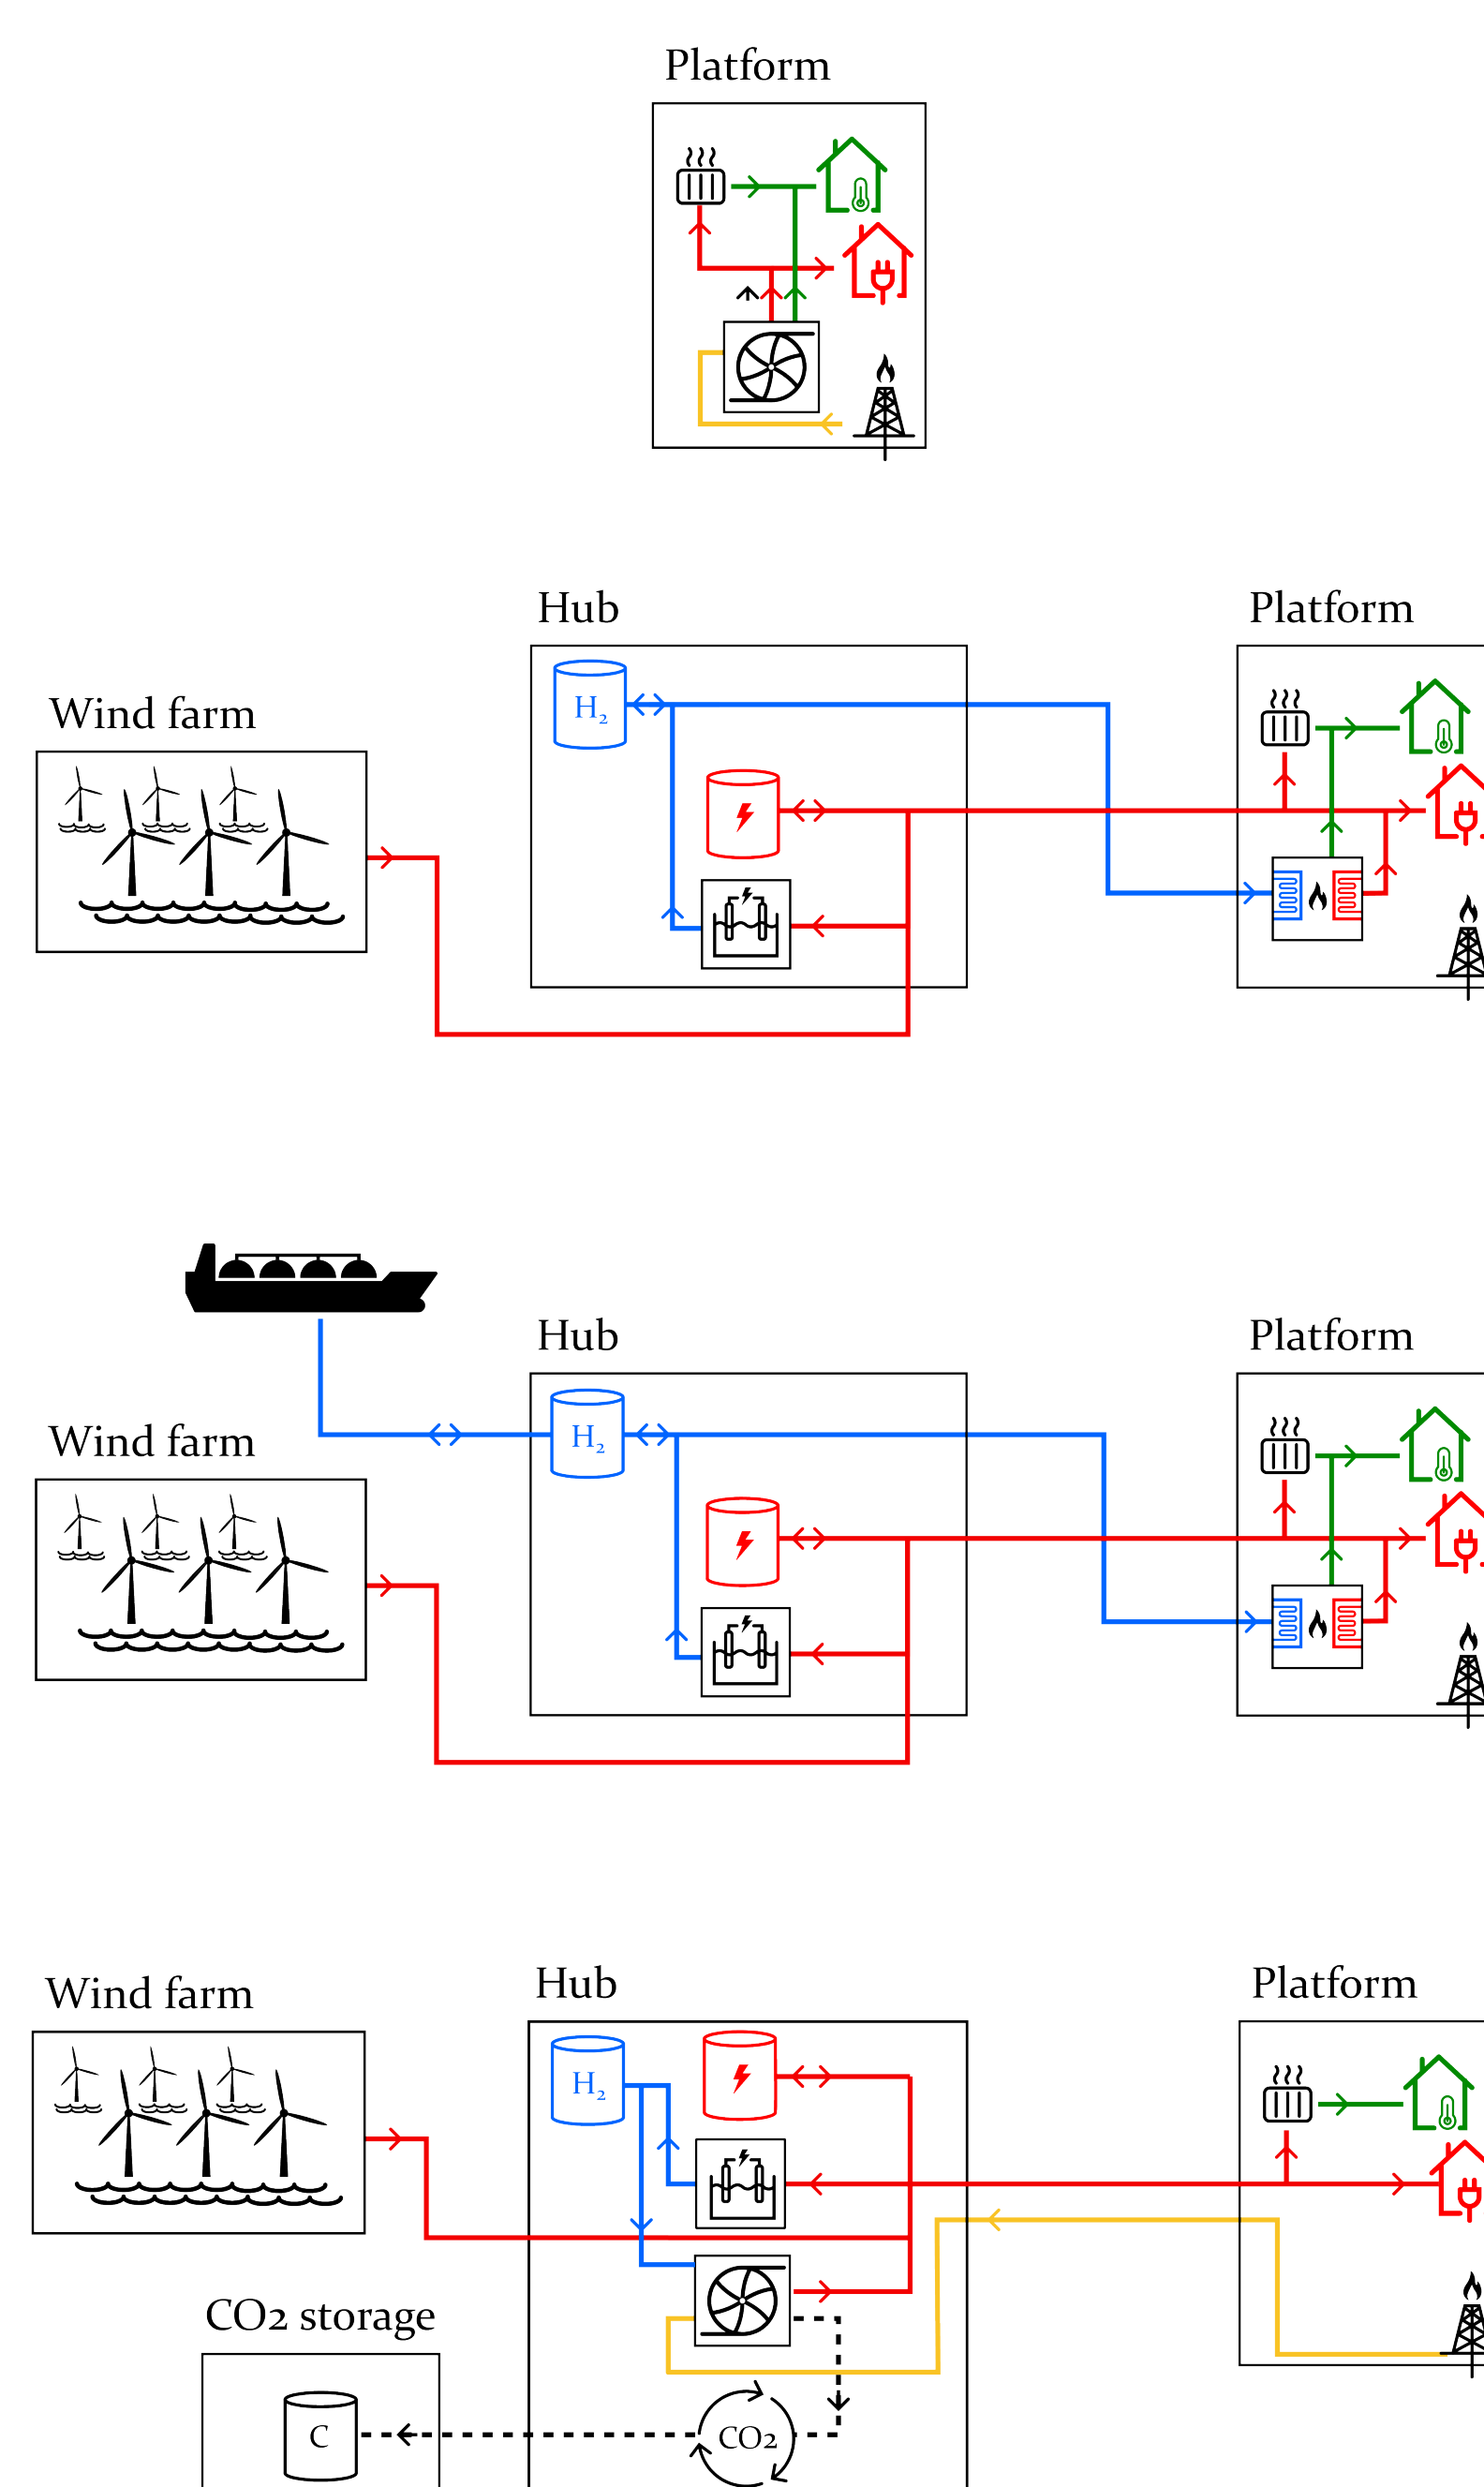 Platform
Hub
Platform
H₂
Wind farm
Hub
Platform
H₂
Wind farm
Hub
Platform
Wind farm
H₂
CO2 storage
C
CO2